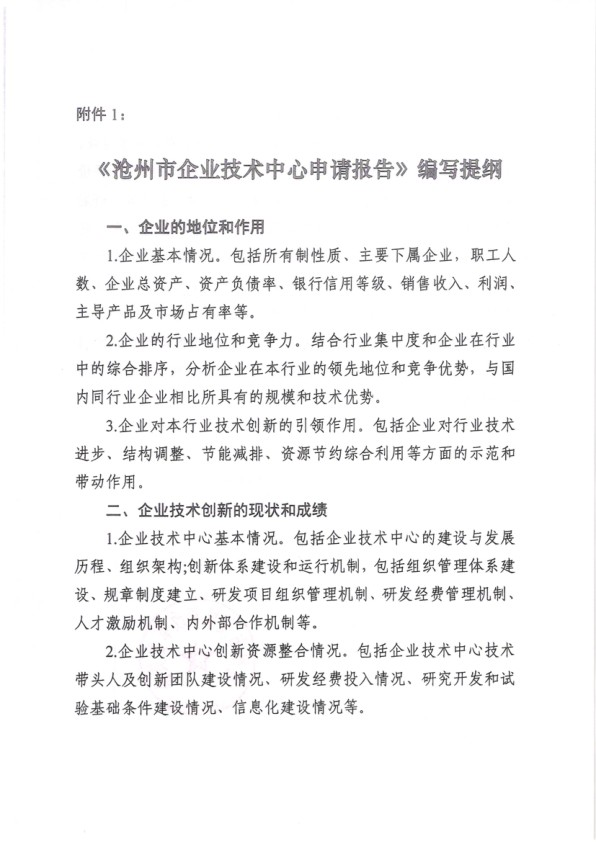 附件 1：
《沧州市企业技术中心申请报告》编写提纲
一、企业的地位和作用
1.企业基本情况。包括所有制性质、主要下属企业，职工人
数、企业总资产、资产负债率、银行信用等级、销售收入、利润、
主导产品及市场占有率等。
2.企业的行业地位和竞争力。结合行业集中度和企业在行业
中的综合排序，分析企业在本行业的领先地位和竞争优势，与国
内同行业企业相比所具有的规模和技术优势。
3.企业对本行业技术创新的引领作用。包括企业对行业技术
进步、结构调整、节能减排、资源节约综合利用等方面的示范和
带动作用。
二、企业技术创新的现状和成绩
1.企业技术中心基本情况。包括企业技术中心的建设与发展
历程、组织架构;创新体系建设和运行机制，包括组织管理体系建
设、规章制度建立、研发项目组织管理机制、研发经费管理机制、
人才激励机制、内外部合作机制等。
2.企业技术中心创新资源整合情况。包括企业技术中心技术
带头人及创新团队建设情况、研发经费投入情况、研究开发和试
验基础条件建设情况、信息化建设情况等。